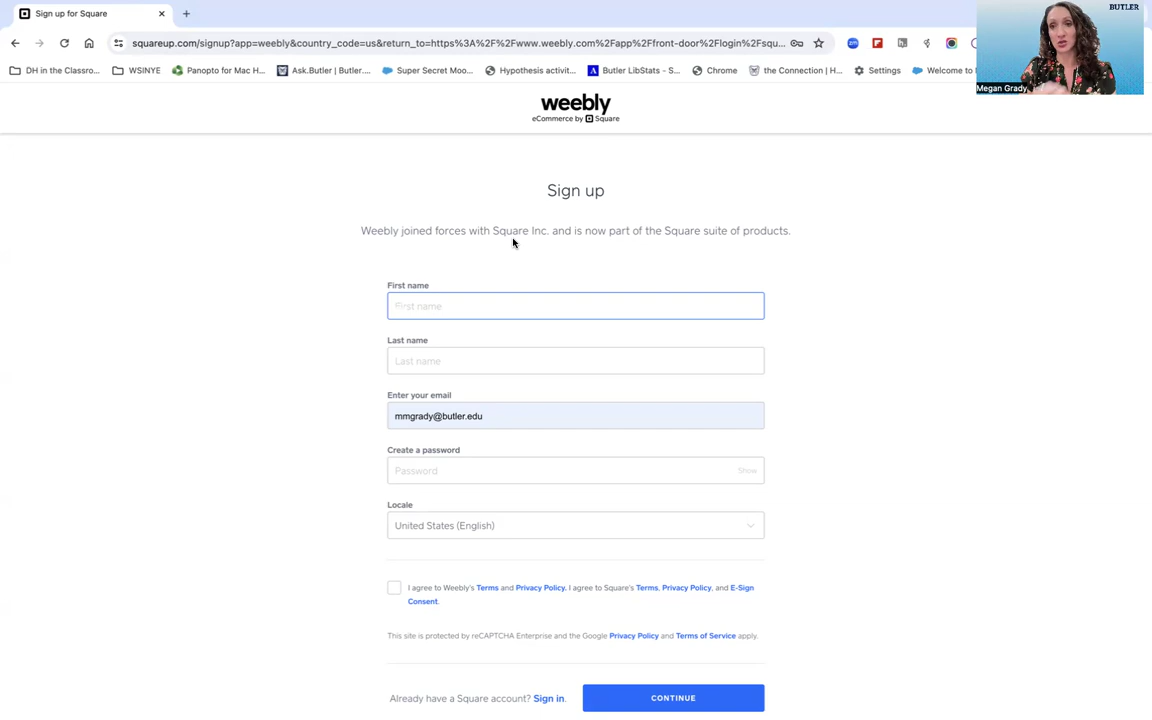 Sign up for Square
squareup.com/signup?app=weebly&country_code=us&return_to=https%3A%2F%2Fwww.weebly.com%2Fapp%2Ffront-door%2Flogin%2Fsqu...
DH in the Classro...
WSINYE
Panopto for Mac H...
Ask.Butler | Butler....
Super Secret Moo...
Hypothesis activit...
Butler LibStats - S...
Chrome
the Connection | H...
Settings
Welcome to
BUTLER
Megan Grady
weebly
eCommerce by Square
Sign up
Weebly joined forces with Square Inc. and is now part of the Square suite of products.
First name
First name
Last name
Last name
Enter your email
mmgrady@butler.edu
Create a password
Password
Show
Locale
United States (English)
I agree to Weebly's Terms and Privacy Policy. I agree to Square's Terms, Privacy Policy, and E-Sign
Consent.
This site is protected by reCAPTCHA Enterprise and the Google Privacy Policy and Terms of Service apply.
Already have a Square account? Sign in.
CONTINUE